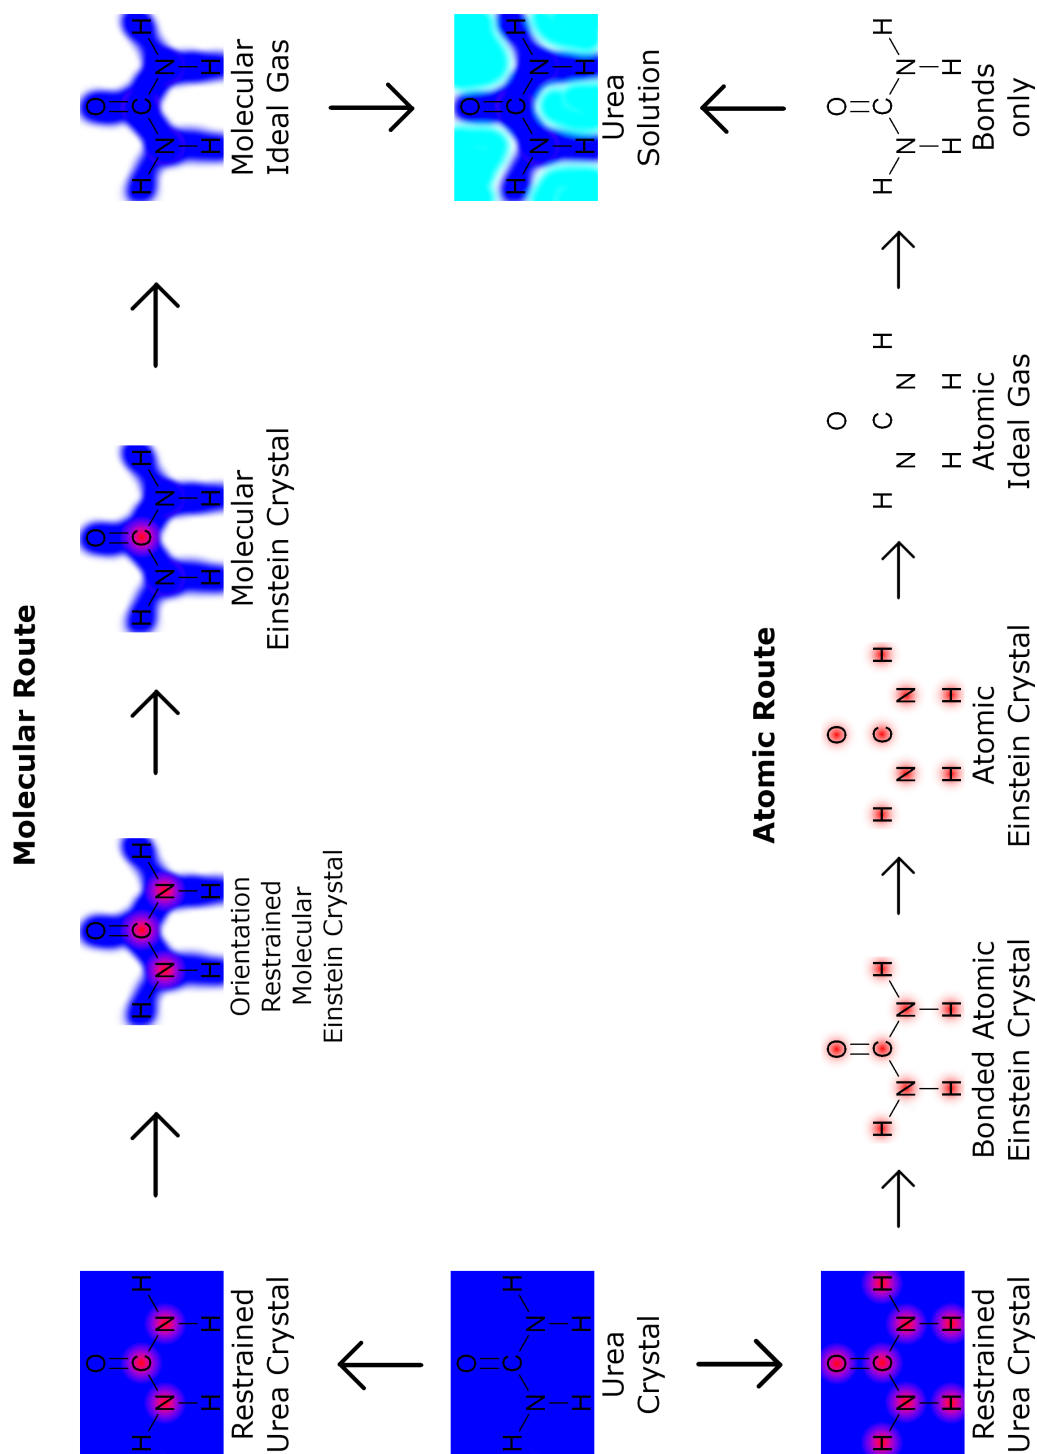 Molecular Route
O
H C H
N N
H H
Restrained
Urea Crystal
O
H C H
N N
H H
Orientation
Restrained
Molecular
Einstein Crystal
O
H C H
N N
H H
Molecular
Einstein Crystal
O
H C H
N N
H H
Molecular
Ideal Gas
O
H C H
N N
H H
Urea
Crystal
O
H C H
N N
H H
Urea
Solution
Atomic Route
O
H C H
N N
H H
Restrained
Urea Crystal
O
H C H
N N
H H
Bonded Atomic
Einstein Crystal
O
H C H
N N
H H
Atomic
Einstein Crystal
O
H C H
N N
H H
Atomic
Ideal Gas
O
H C H
N N
H H
Bonds
only